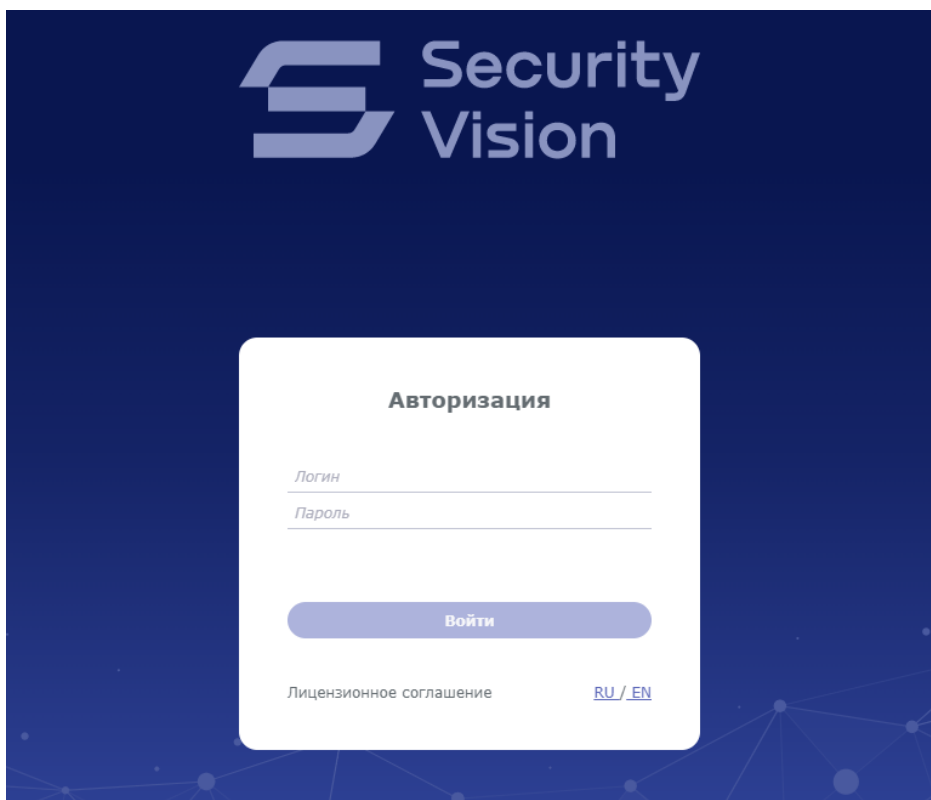 Security
Vision
Авторизация
Логин
Пароль
Войти
Лицензионное соглашение RU / EN